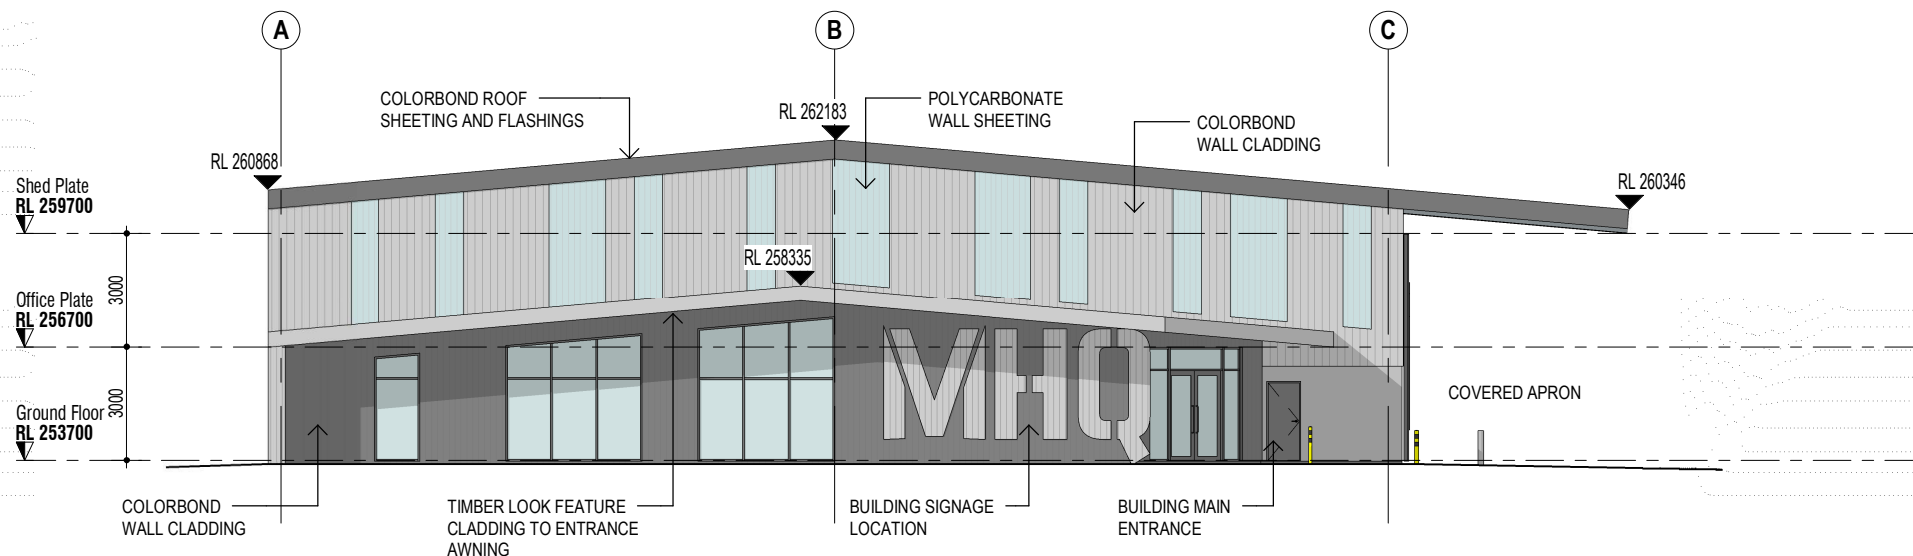 A
B
C
COLORBOND ROOF
SHEETING AND FLASHINGS
RL 262183
POLYCARBONATE
WALL SHEETING
COLORBOND
WALL CLADDING
RL 260868
RL 260346
Shed Plate
RL 259700
RL 258335
3000
Office Plate
RL 256700
MHQ
3000
COVERED APRON
Ground Floor
RL 253700
COLORBOND
WALL CLADDING
TIMBER LOOK FEATURE
CLADDING TO ENTRANCE
AWNING
BUILDING SIGNAGE
LOCATION
BUILDING MAIN
ENTRANCE